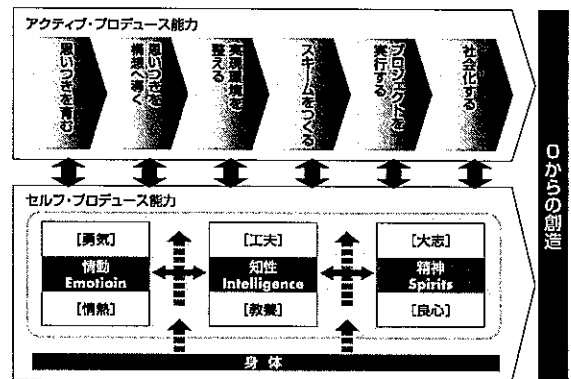 アクティブ・プロデュース能力
思いつきを育む
思いつきを
構想へ導く
実現環境を
整える
スキームをつくる
プロジェクトを
実行する
社会化する
0からの創造
セルフ・プロデュース能力
［勇気］
情動
Emotioin
［情熱］
［工夫］
知性
Intelligence
［教養］
［大志］
精神
Spirits
［良心］
身体